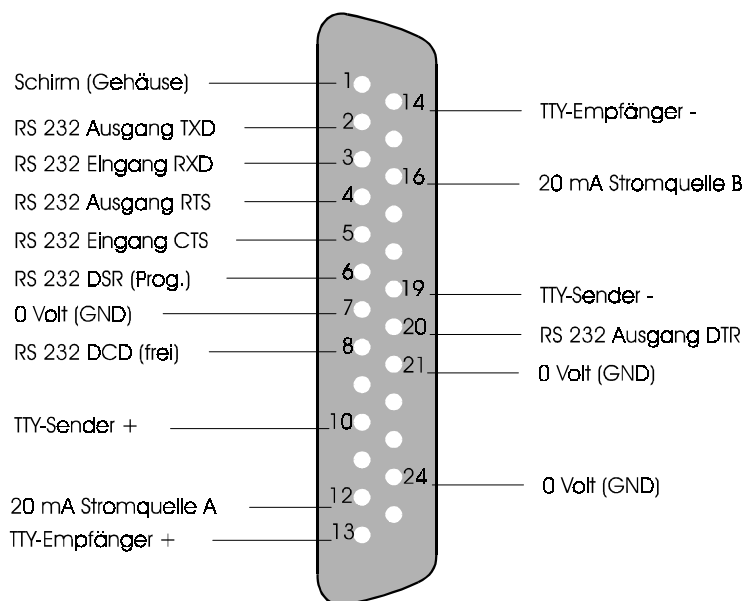 Schirm (Gehäuse)
RS 232 Ausgang TXD
RS 232 EIngang RXD
RS 232 Ausgang RTS
RS 232 Eingang CTS
RS 232 DSR (Prog.)
0 Volt (GND)
RS 232 DCD (frei)
TTY-Sender +
20 mA Stromquelle A
TTY-Empfänger +
1
2
3
4
5
6
7
8
10
12
13
14
16
19
20
21
24
TTY-Empfänger -
20 mA Stromquelle B
TTY-Sender -
RS 232 Ausgang DTR
0 Volt (GND)
0 Volt (GND)